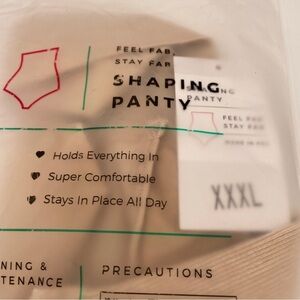 FEEL FAB,
STAY FAB
SHAPING
PANTY
PANTY
FEEL FAB
STAY FAB
XXXL
Holds Everything In
Super Comfortable
Stays In Place All Day
NING &
TENANCE
PRECAUTIONS